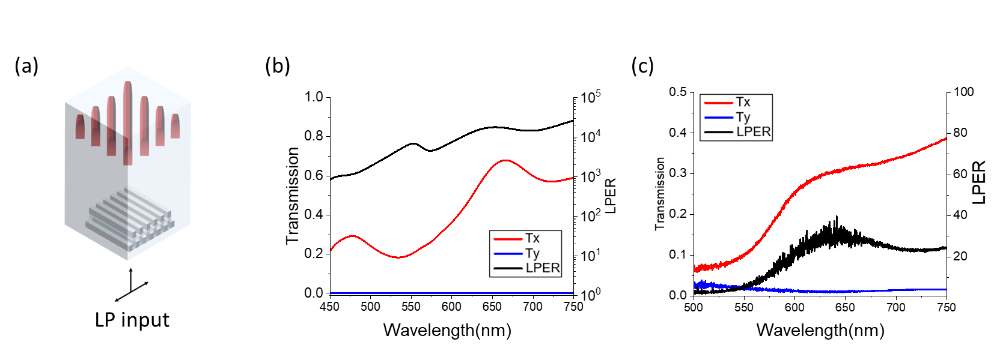 (a)
LP input
(b)
1.0
0.8
0.6
0.4
0.2
0.0
Transmission
10^5
10^4
10^3
10^2
10^1
10^0
LPER
Tx
Ty
LPER
450 500 550 600 650 700 750
Wavelength(nm)
(c)
0.5
0.4
0.3
0.2
0.1
0.0
Transmission
100
80
60
40
20
LPER
Tx
Ty
LPER
500 550 600 650 700 750
Wavelength(nm)